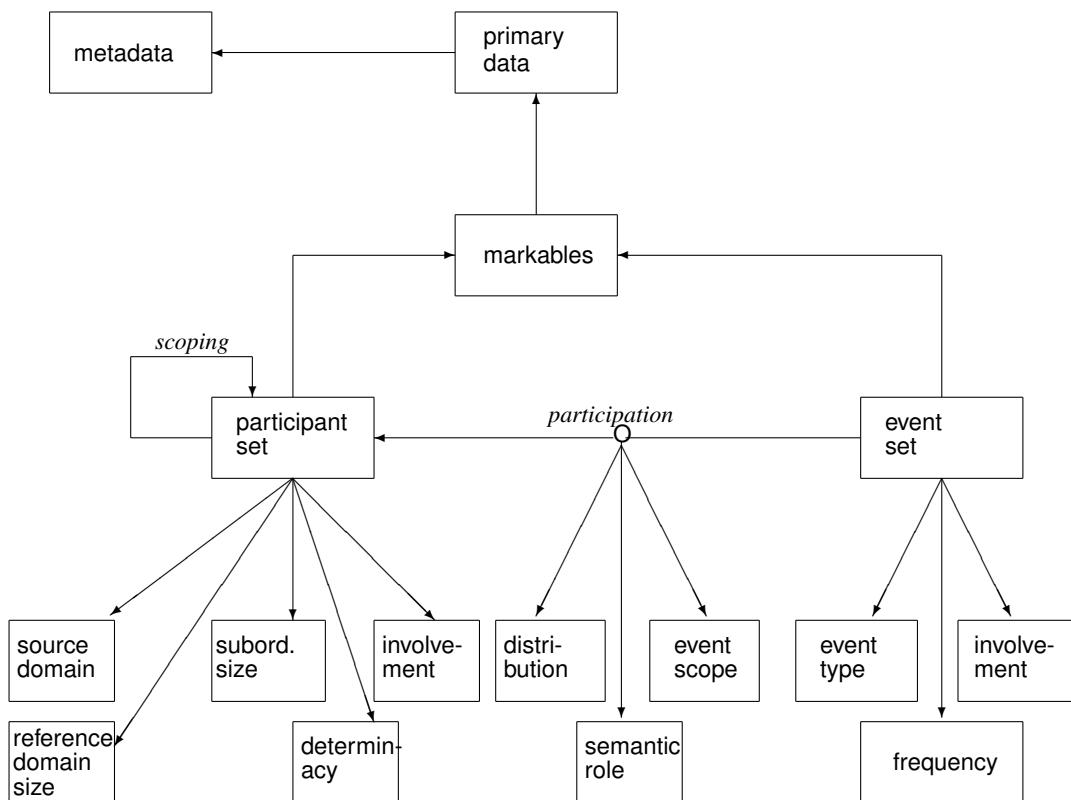 metadata
primary
data
markables
scoping
participant
set
participation
O
event
set
source
domain
subord.
size
involve-
ment
distri-
bution
event
scope
event
type
involve-
ment
reference
domain
size
determin-
acy
semantic
role
frequency